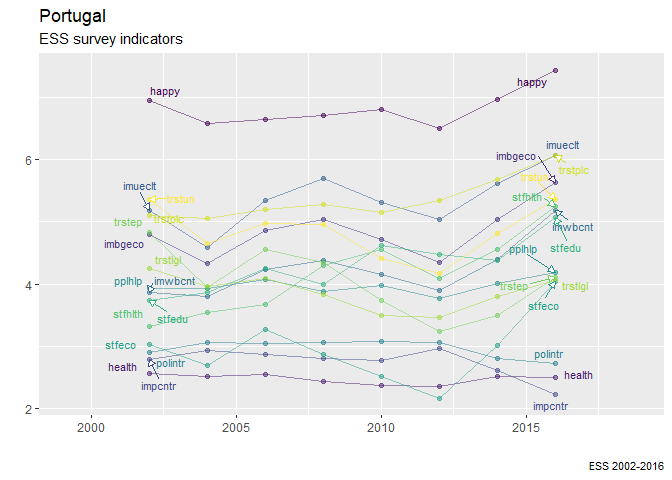 Portugal
ESS survey indicators
happy
happy
imueclt
imbgeco
trstplc
imueclt
trstun
trstun
stfhlth
trstplc
trstep
imwbcnt
imbgeco
stfedu
trstlgl
pplhlp
pplhlp
imwbcnt
trstep
trstlgl
stfhlth
stfedu
stfeco
stfeco
polintr
polintr
health
health
impcntr
impcntr
6
4
2
2000
2005
2010
2015
ESS 2002-2016